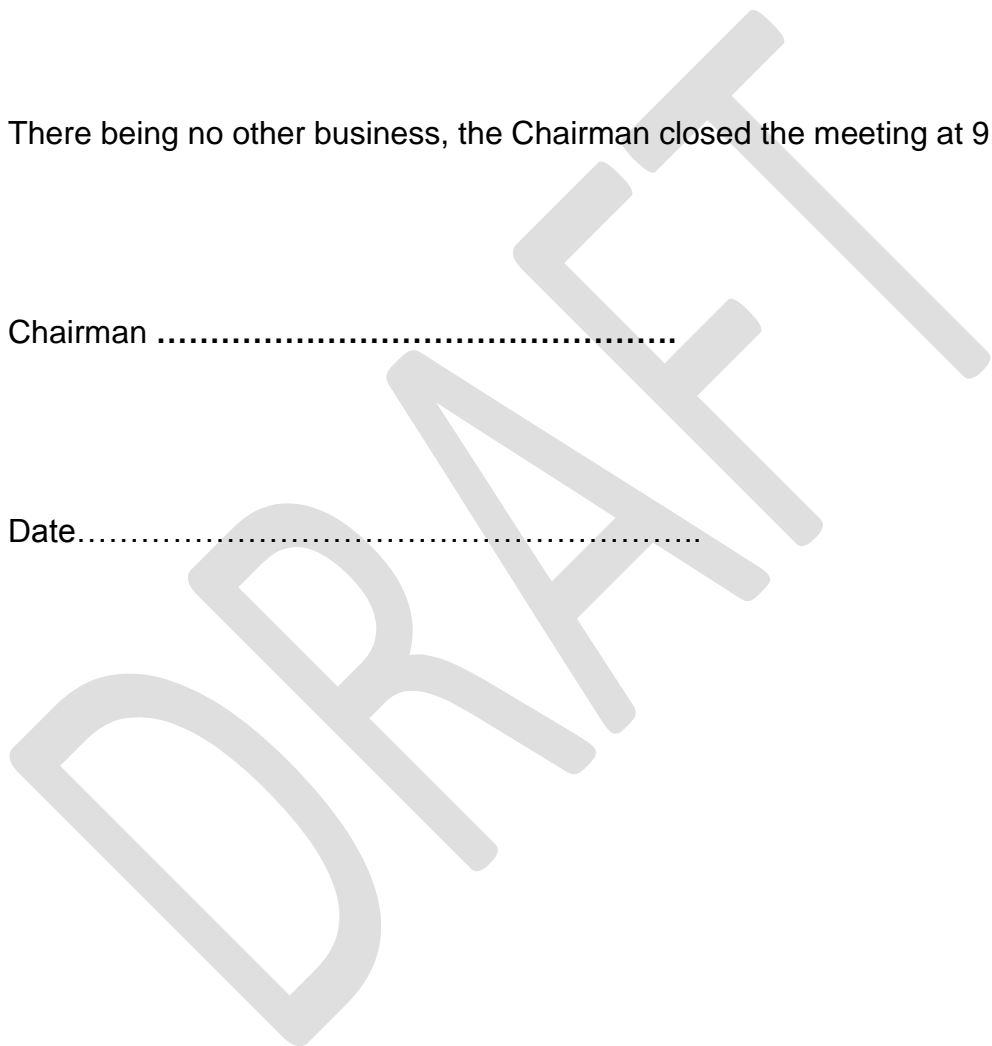 There being no other business, the Chairman closed the meeting at 9
Chairman …………………………………………….
Date…………………………………………………..
DRAFT